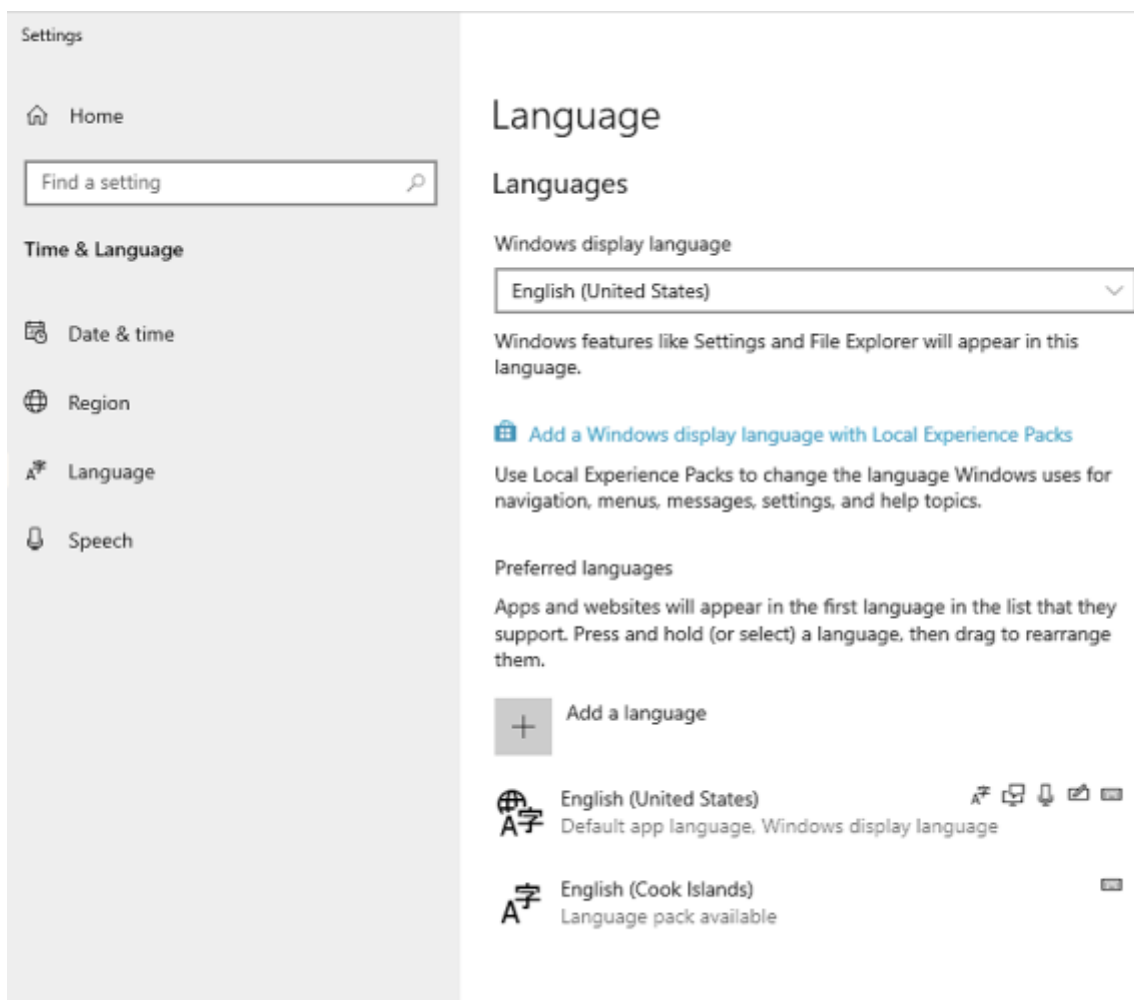 Settings
Home
Find a setting
Time & Language
Date & time
Region
Language
Speech
Language
Languages
Windows display language
English (United States)
Windows features like Settings and File Explorer will appear in this
language.
Add a Windows display language with Local Experience Packs
Use Local Experience Packs to change the language Windows uses for
navigation, menus, messages, settings, and help topics.
Preferred languages
Apps and websites will appear in the first language in the list that they
support. Press and hold (or select) a language, then drag to rearrange
them.
Add a language
English (United States)
Default app language, Windows display language
English (Cook Islands)
Language pack available